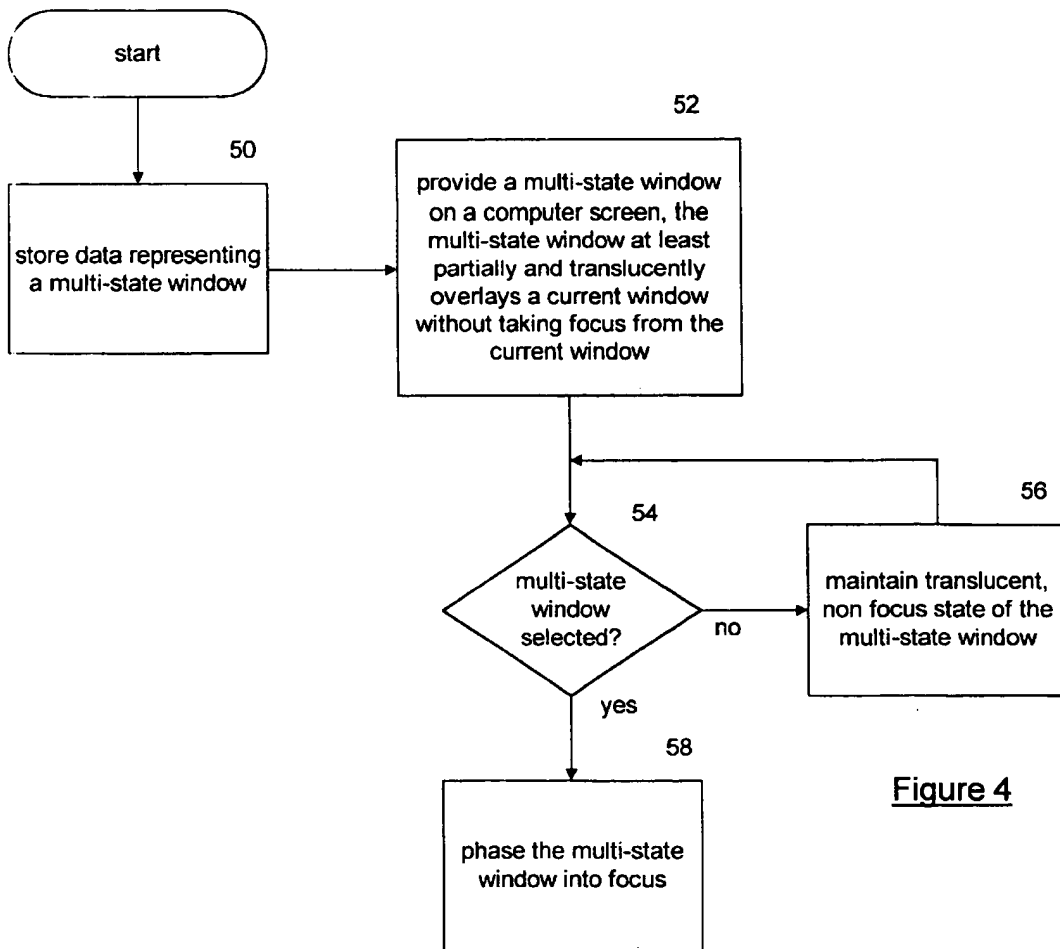 start
50
store data representing
a multi-state window
52
provide a multi-state window
on a computer screen, the
multi-state window at least
partially and translucently
overlays a current window
without taking focus from the
current window
54
multi-state
window
selected?
no
yes
56
maintain translucent,
non focus state of the
multi-state window
58
phase the multi-state
window into focus
Figure 4